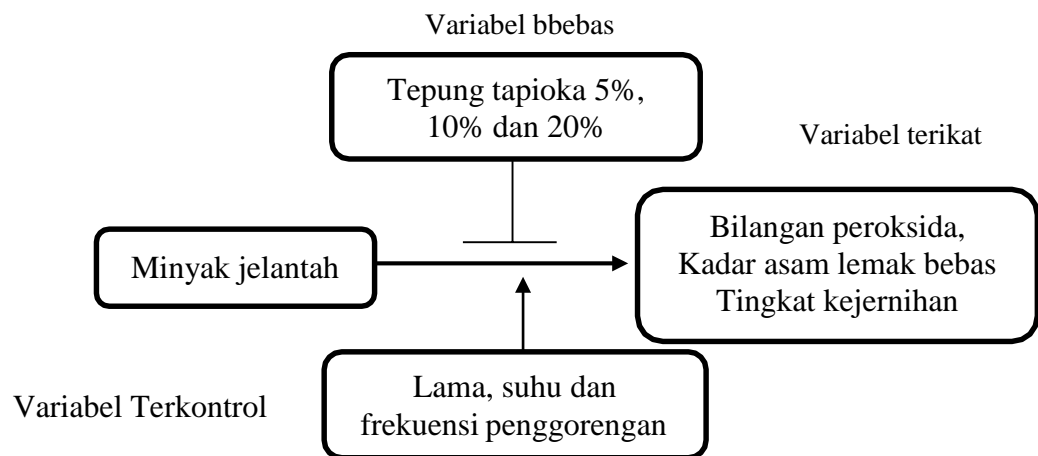 Variabel bbebas
Tepung tapioka 5%,
10% dan 20%
Variabel terikat
Bilangan peroksida,
Kadar asam lemak bebas
Tingkat kejernihan
Minyak jelantah
Lama, suhu dan
frekuensi penggorengan
Variabel Terkontrol